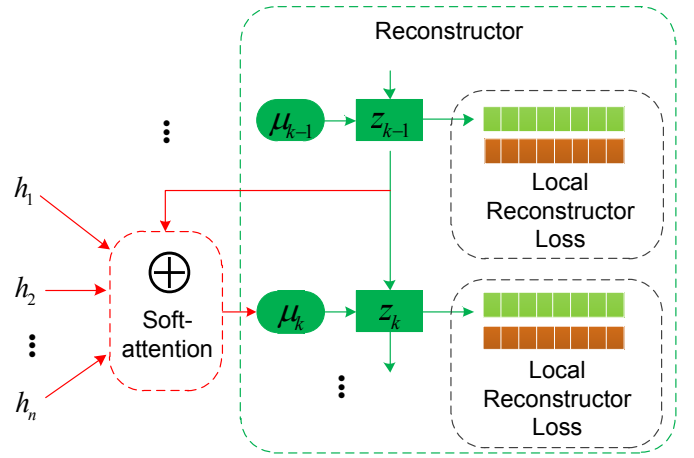 Reconstructor
μk-1
zk-1
Local
Reconstructor
Loss
h1
h2
hn
Soft-
attention
μk
zk
Local
Reconstructor
Loss